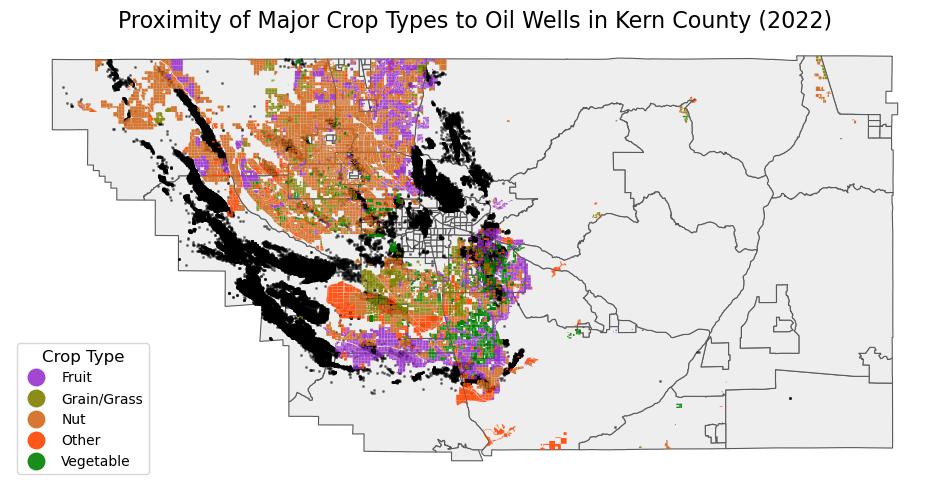 Proximity of Major Crop Types to Oil Wells in Kern County (2022)
Crop Type
Fruit
Grain/Grass
Nut
Other
Vegetable